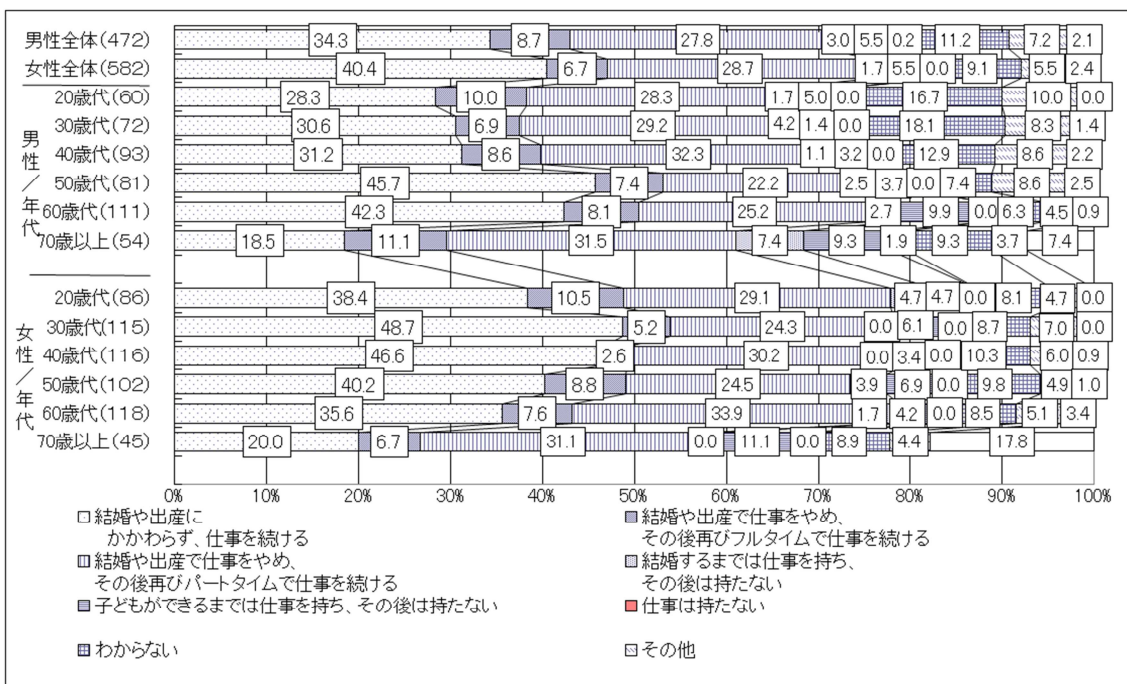 男性全体(472) 34.3 8.7 27.8 3.0 5.5 0.2 11.2 7.2 2.1
女性全体(582) 40.4 6.7 28.7 1.7 5.5 0.0 9.1 5.5 2.4
男性／年代
20歳代(60) 28.3 10.0 28.3 1.7 5.0 0.0 16.7 10.0 0.0
30歳代(72) 30.6 6.9 29.2 4.2 1.4 0.0 18.1 8.3 1.4
40歳代(93) 31.2 8.6 32.3 1.1 3.2 0.0 12.9 8.6 2.2
50歳代(81) 45.7 7.4 22.2 2.5 3.7 0.0 7.4 8.6 2.5
60歳代(111) 42.3 8.1 25.2 2.7 9.9 0.0 6.3 4.5 0.9
70歳以上(54) 18.5 11.1 31.5 7.4 9.3 1.9 9.3 3.7 7.4
女性／年代
20歳代(86) 38.4 10.5 29.1 4.7 4.7 0.0 8.1 4.7 0.0
30歳代(115) 48.7 5.2 24.3 0.0 6.1 0.0 8.7 7.0 0.0
40歳代(116) 46.6 2.6 30.2 0.0 3.4 0.0 10.3 6.0 0.9
50歳代(102) 40.2 8.8 24.5 3.9 6.9 0.0 9.8 4.9 1.0
60歳代(118) 35.6 7.6 33.9 1.7 4.2 0.0 8.5 5.1 3.4
70歳以上(45) 20.0 6.7 31.1 0.0 11.1 0.0 8.9 4.4 17.8
0% 10% 20% 30% 40% 50% 60% 70% 80% 90% 100%
結婚や出産に
かかわらず、仕事を続ける
結婚や出産で仕事をやめ、
その後再びフルタイムで仕事を続ける
結婚や出産で仕事をやめ、
その後再びパートタイムで仕事を続ける
結婚するまでは仕事を持ち、
その後は持たない
子どもができるまでは仕事を持ち、その後は持たない
仕事は持たない
わからない
その他